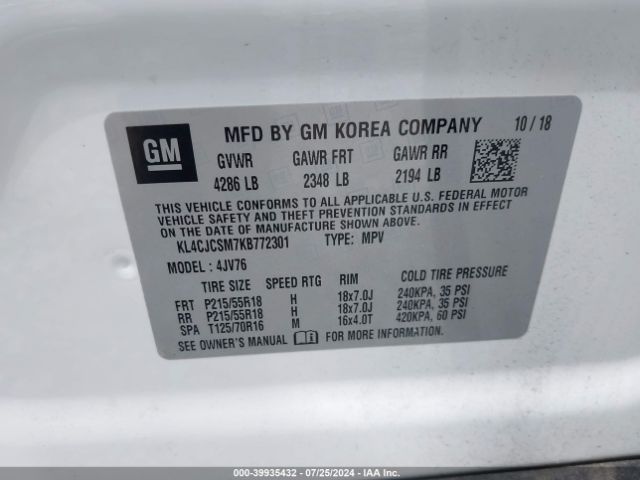 GM
MFD BY GM KOREA COMPANY 10 / 18
GVWR GAWR FRT GAWR RR
4286 LB 2348 LB 2194 LB
THIS VEHICLE CONFORMS TO ALL APPLICABLE U.S. FEDERAL MOTOR
VEHICLE SAFETY AND THEFT PREVENTION STANDARDS IN EFFECT
ON THE DATE OF MANUFACTURE SHOWN ABOVE.
KL4CJCSM7KB772301 TYPE: MPV
MODEL : 4JV76
TIRE SIZE SPEED RTG RIM COLD TIRE PRESSURE
FRT P215/55R18 H 18x7.0J 240KPA, 35 PSI
RR P215/55R18 H 18x7.0J 240KPA, 35 PSI
SPA T125/70R16 M 16x4.0T 420KPA, 60 PSI
SEE OWNER'S MANUAL FOR MORE INFORMATION.
000-39935432 - 07/25/2024 - IAAI.COM